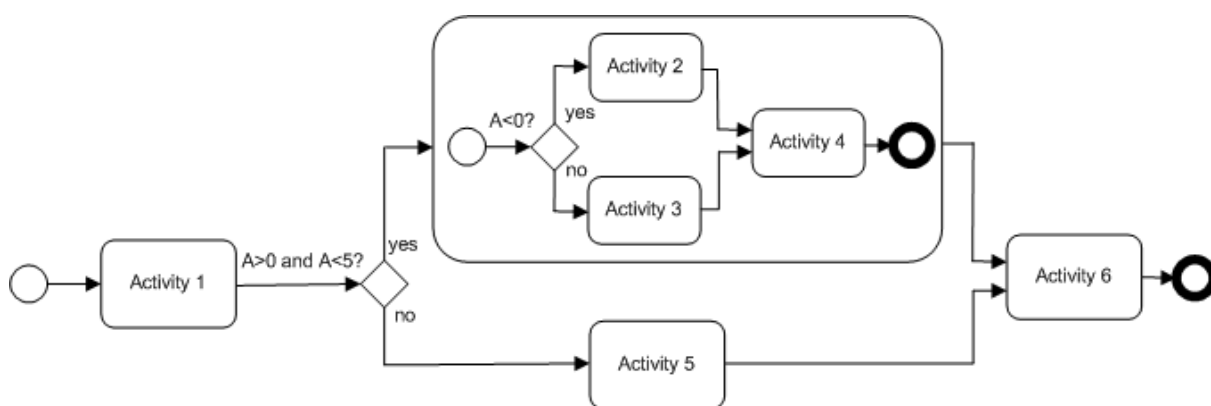 Activity 2
A<0?
yes
Activity 4
no
Activity 3
yes
A>0 and A<5?
Activity 1
Activity 6
no
Activity 5